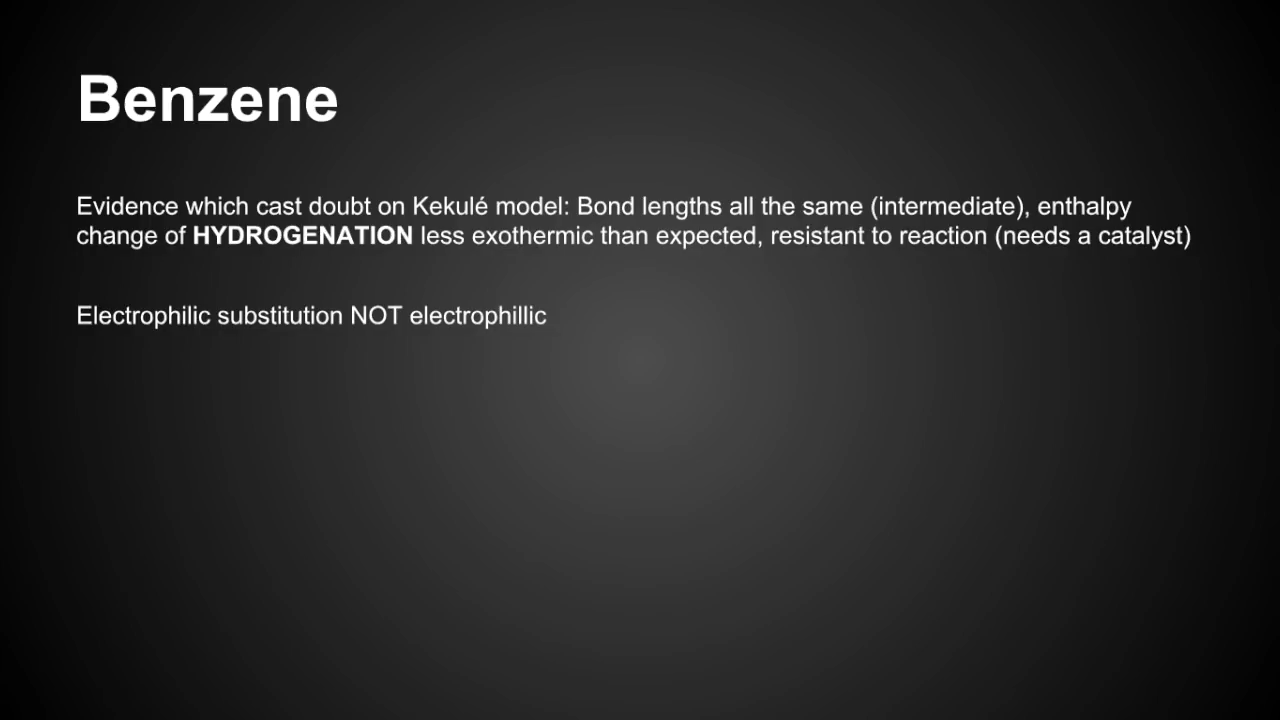 Benzene
Evidence which cast doubt on Kekulé model: Bond lengths all the same (intermediate), enthalpy
change of HYDROGENATION less exothermic than expected, resistant to reaction (needs a catalyst)
Electrophilic substitution NOT electrophillic